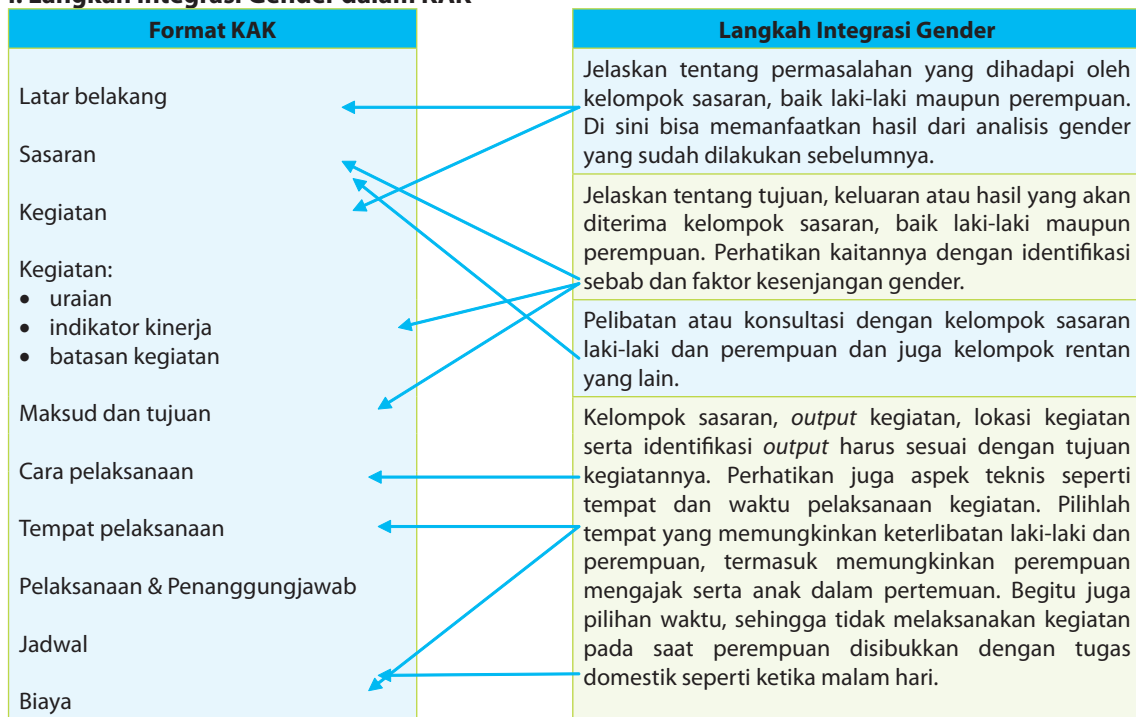 i. Langkah Integrasi Gender dalam KAK
Format KAK
Latar belakang
Sasaran
Kegiatan
Kegiatan:
• uraian
• indikator kinerja
• batasan kegiatan
Maksud dan tujuan
Cara pelaksanaan
Tempat pelaksanaan
Pelaksanaan & Penanggungjawab
Jadwal
Biaya
Langkah Integrasi Gender
Jelaskan tentang permasalahan yang dihadapi oleh
kelompok sasaran, baik laki-laki maupun perempuan.
Di sini bisa memanfaatkan hasil dari analisis gender
yang sudah dilakukan sebelumnya.
Jelaskan tentang tujuan, keluaran atau hasil yang akan
diterima kelompok sasaran, baik laki-laki maupun
perempuan. Perhatikan kaitannya dengan identifikasi
sebab dan faktor kesenjangan gender.
Pelibatan atau konsultasi dengan kelompok sasaran
laki-laki dan perempuan dan juga kelompok rentan
yang lain.
Kelompok sasaran, output kegiatan, lokasi kegiatan
serta identifikasi output harus sesuai dengan tujuan
kegiatannya. Perhatikan juga aspek teknis seperti
tempat dan waktu pelaksanaan kegiatan. Pilihlah
tempat yang memungkinkan keterlibatan laki-laki dan
perempuan, termasuk memungkinkan perempuan
mengajak serta anak dalam pertemuan. Begitu juga
pilihan waktu, sehingga tidak melaksanakan kegiatan
pada saat perempuan disibukkan dengan tugas
domestik seperti ketika malam hari.